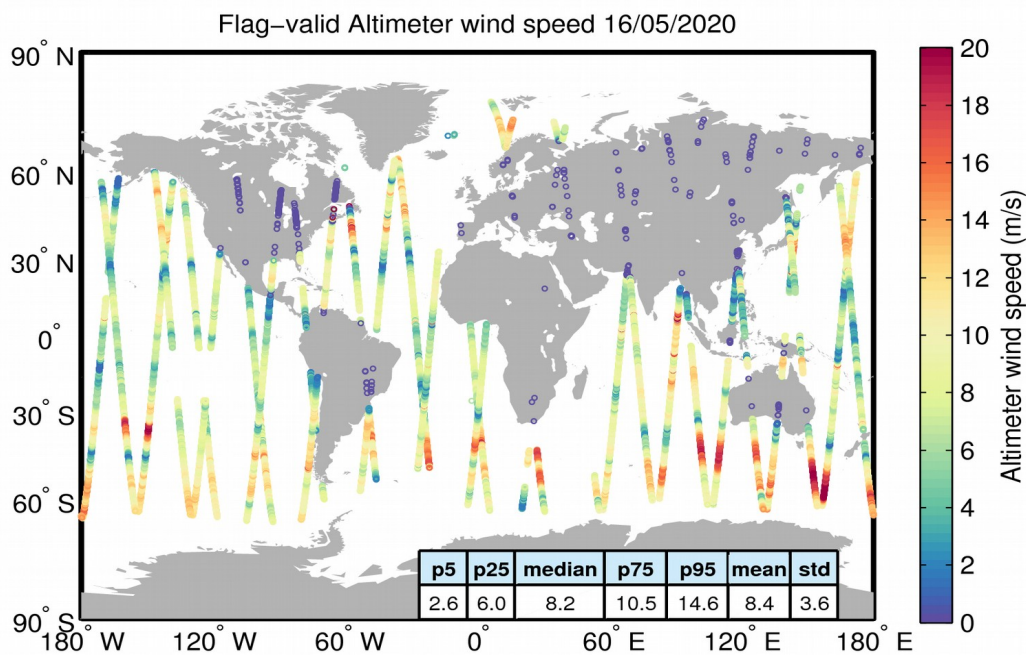 Flag−valid Altimeter wind speed 16/05/2020
90° N
60° N
30° N
0°
30° S
60° S
90° S
180° W
120° W
60° W
0°
60° E
120° E
180° E
p5 p25 median p75 p95 mean std
2.6 6.0 8.2 10.5 14.6 8.4 3.6
20
18
16
14
12
10
8
6
4
2
0
Altimeter wind speed (m/s)